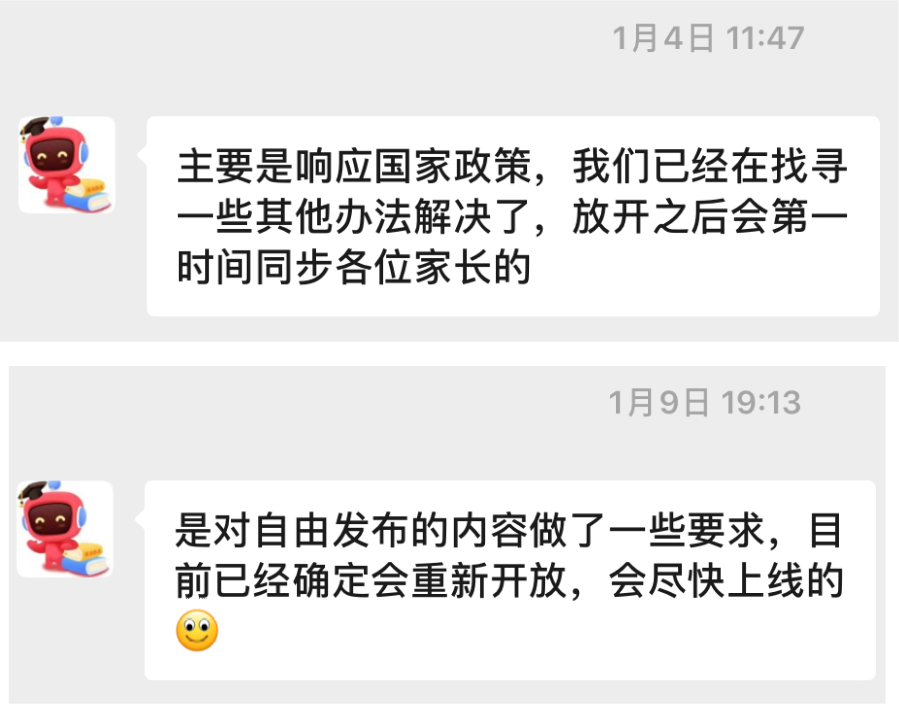 1月4日 11:47
主要是响应国家政策，我们已经在找寻
一些其他办法解决了，放开之后会第一
时间同步各位家长的
1月9日 19:13
是对自由发布的内容做了一些要求，目
前已经确定会重新开放，会尽快上线的